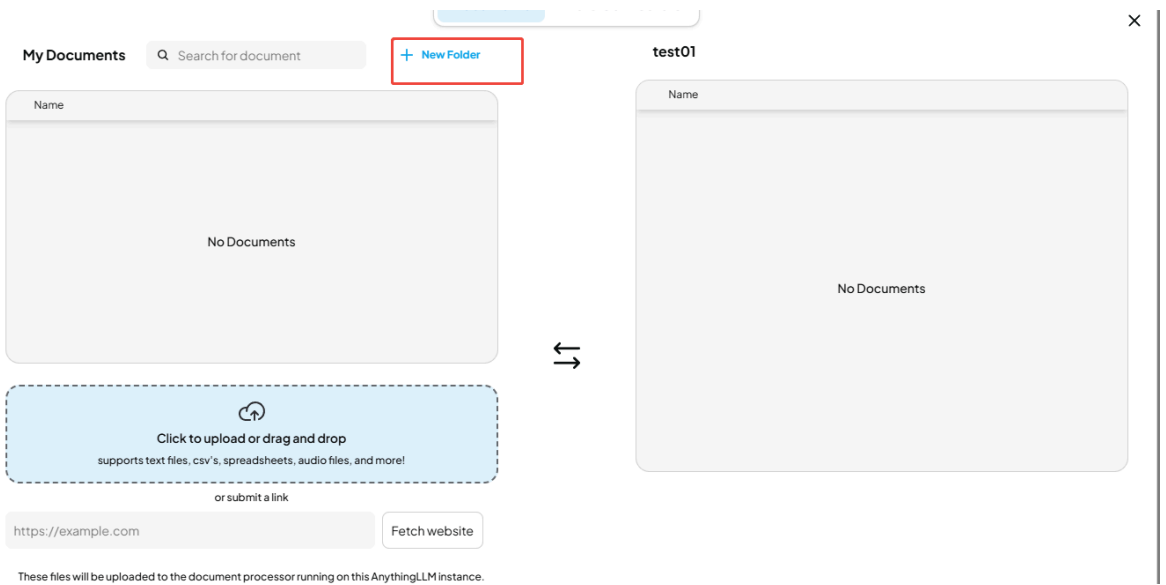 My Documents
Search for document
New Folder
Name
No Documents
Click to upload or drag and drop
supports text files, csv's, spreadsheets, audio files, and more!
or submit a link
https://example.com
Fetch website
These files will be uploaded to the document processor running on this AnythingLLM instance.
test01
Name
No Documents